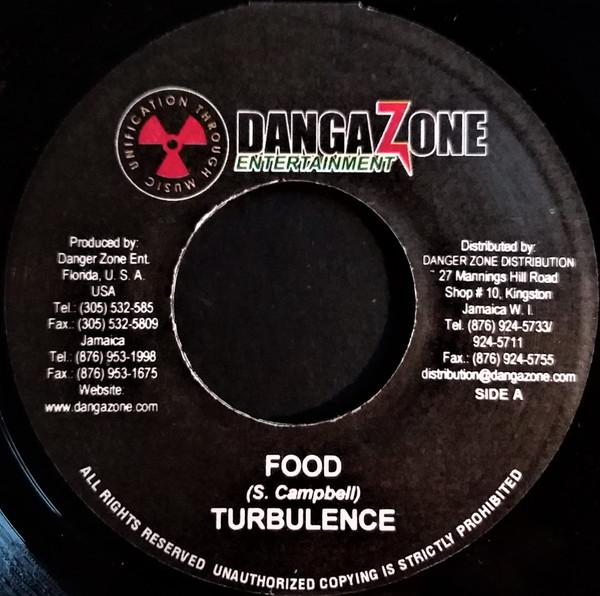 UNIFICATION THROUGH MUSIC
DANGAZONE
ENTERTAINMENT
Produced by:
Danger Zone Ent.
Florida, U. S. A.
USA
Tel.: (305) 532-585
Fax.: (305) 532-5809
Jamaica
Tel.: (876) 953-1998
Fax.: (876) 953-1675
Website:
www.dangazone.com
Distributed by:
DANGER ZONE DISTRIBUTION
27 Mannings Hill Road
Shop # 10, Kingston
Jamaica W. I.
Tel. (876) 924-5733/
924-5711
Fax.: (876) 924-5755
distribution@dangazone.com
SIDE A
FOOD
(S. Campbell)
TURBULENCE
ALL RIGHTS RESERVED UNAUTHORIZED COPYING IS STRICTLY PROHIBITED